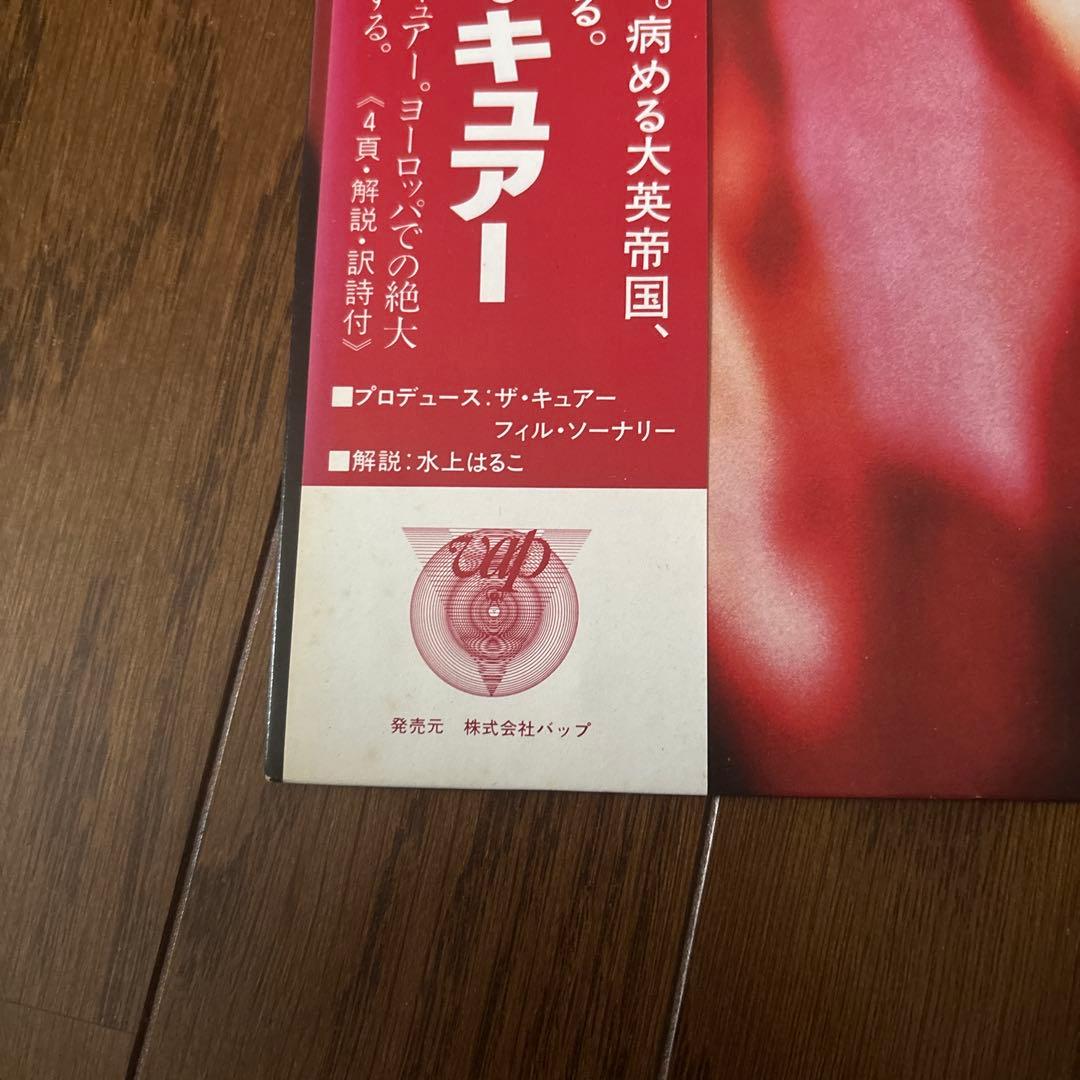 。病める大英帝国、
る。
キュアー
ュアー。ヨーロッパでの絶大
する。
《4頁・解説・訳詩付》
■プロデュース：ザ・キュアー
フィル・ソーナリー
■解説：水上はるこ
vap
発売元　株式会社バップ